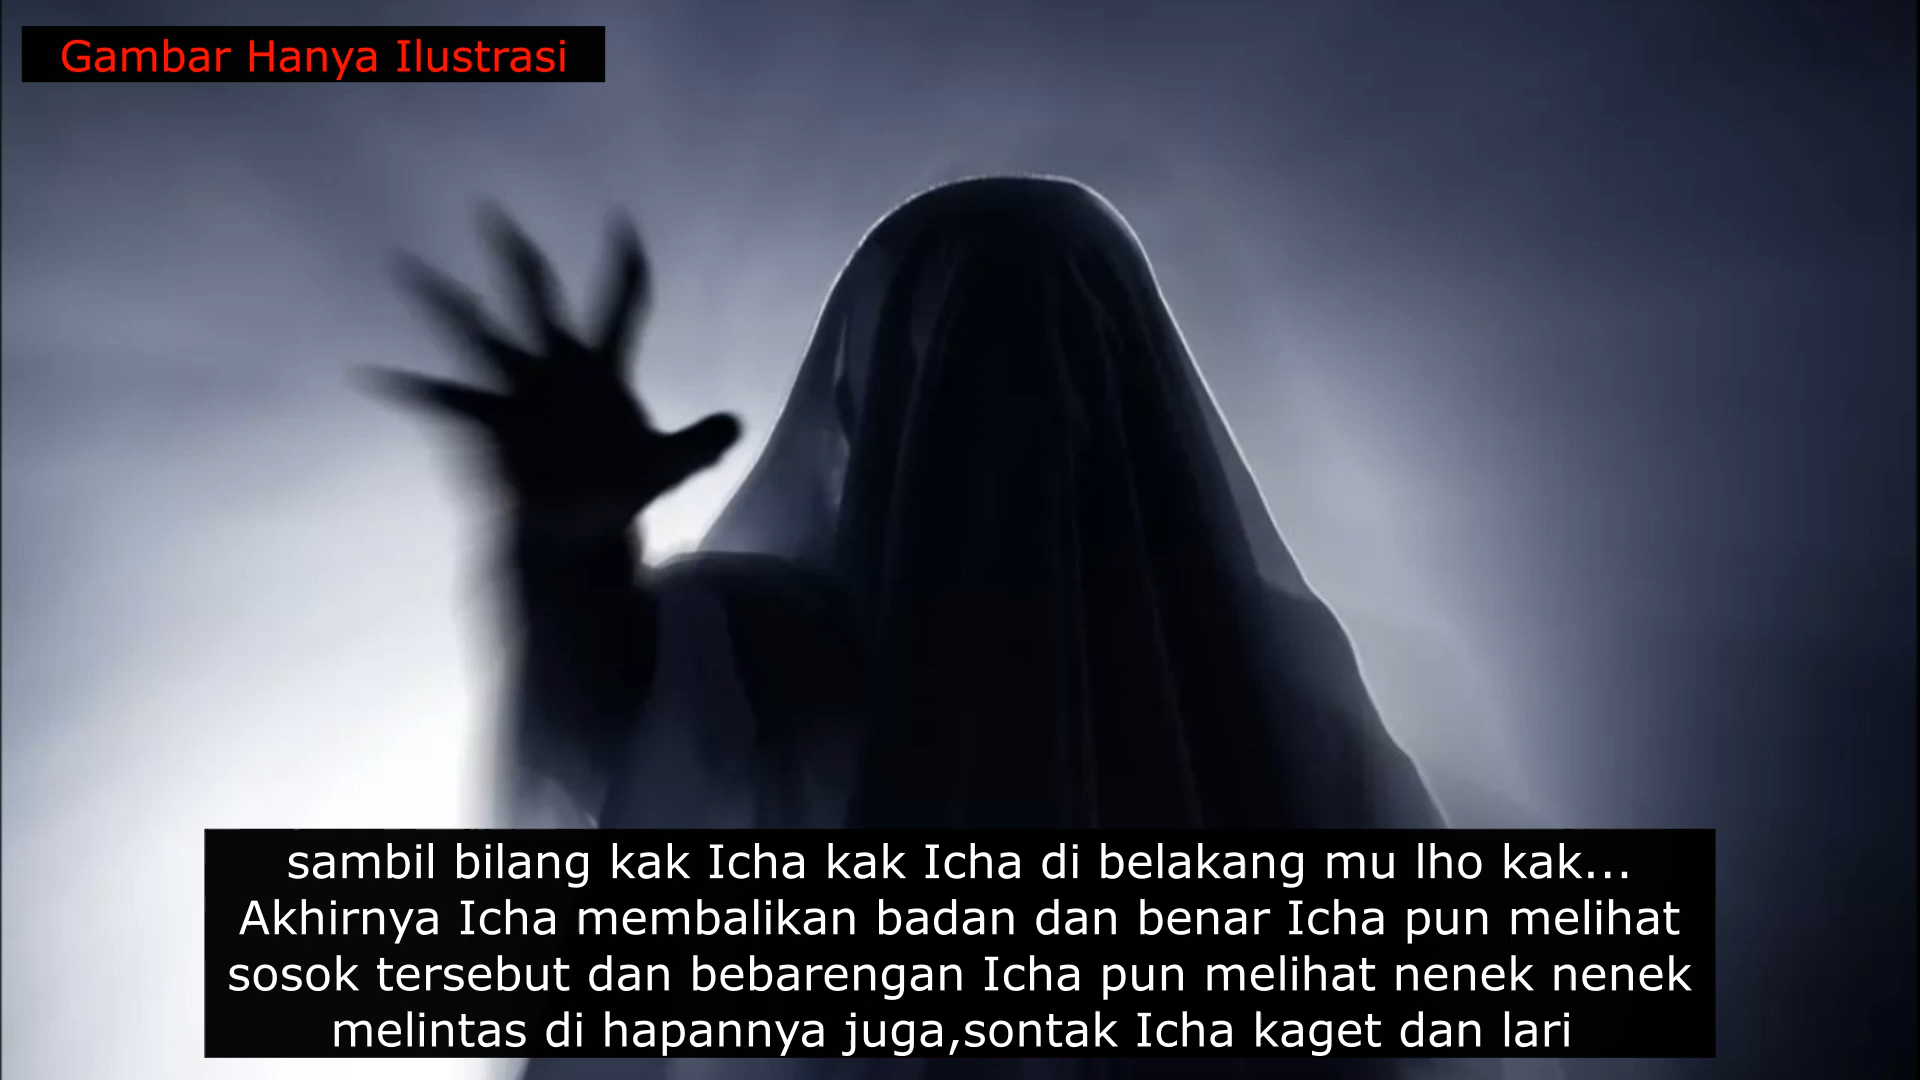 Gambar Hanya Ilustrasi
sambil bilang kak Icha kak Icha di belakang mu lho kak...
Akhirnya Icha membalikan badan dan benar Icha pun melihat
sosok tersebut dan bebarengan Icha pun melihat nenek nenek
melintas di hapannya juga,sontak Icha kaget dan lari